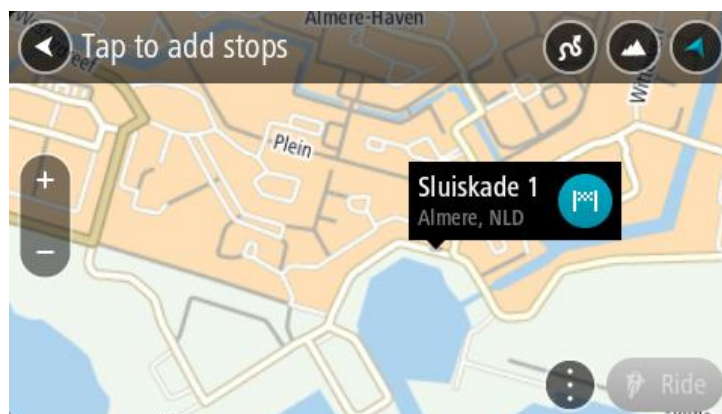 Almere-Haven
Tap to add stops
Plein
Sluiskade 1
Almere, NLD
+
−
Ride